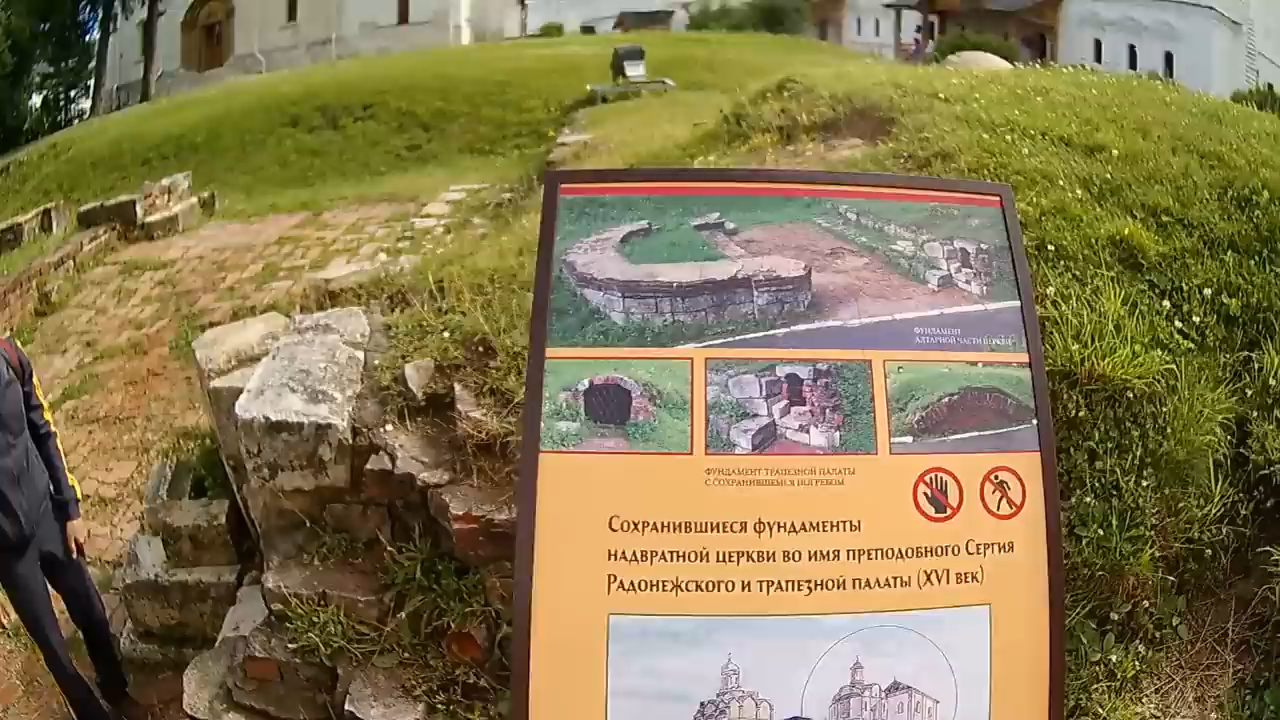 ФУНДАМЕНТ
АЛТАРНОЙ ЧАСТИ ЦЕРКВИ
ФУНДАМЕНТ ТРАПЕЗНОЙ ПАЛАТЫ
С СОХРАНИВШЕМСЯ ПОГРЕБОМ
Сохранившиеся фундаменты
надвратной церкви во имя преподобного Сергия
Радонежского и трапезной палаты (XVI век)